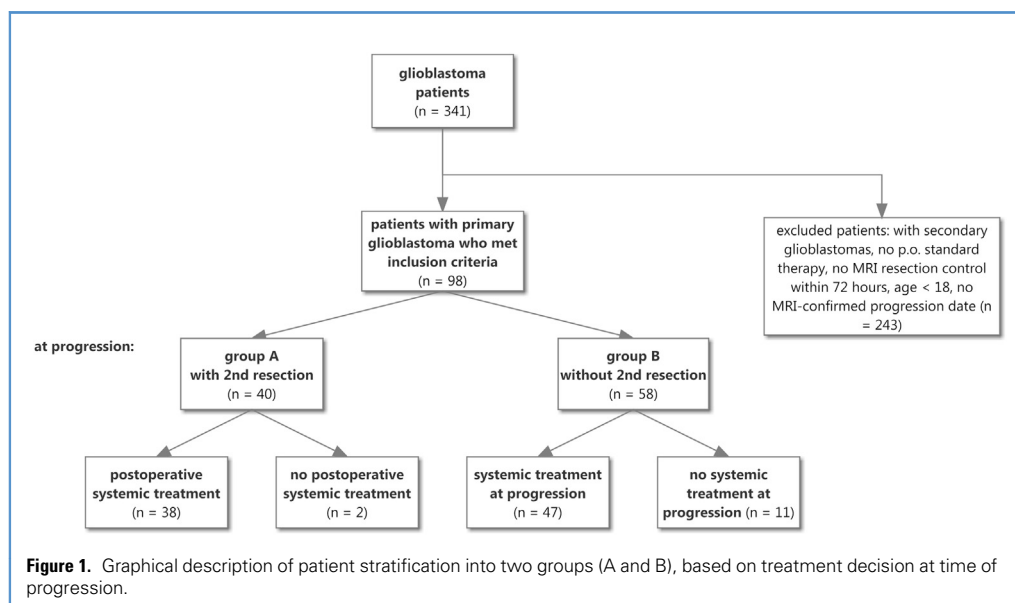 glioblastoma
patients
(n = 341)
patients with primary
glioblastoma who met
inclusion criteria
(n = 98)
excluded patients: with secondary
glioblastomas, no p.o. standard
therapy, no MRI resection control
within 72 hours, age < 18, no
MRI-confirmed progression date (n
= 243)
at progression:
group A
with 2nd resection
(n = 40)
group B
without 2nd resection
(n = 58)
postoperative
systemic treatment
(n = 38)
no postoperative
systemic treatment
(n = 2)
systemic treatment
at progression
(n = 47)
no systemic
treatment at
progression (n = 11)
Figure 1. Graphical description of patient stratification into two groups (A and B), based on treatment decision at time of
progression.